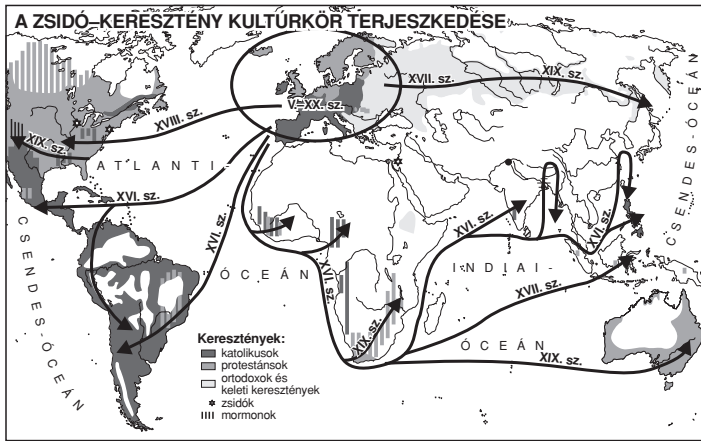 A ZSIDÓ–KERESZTÉNY KULTÚRKÖR TERJESZKEDÉSE
XVII. sz.
XIX. sz.
V.–XX. sz.
XVIII. sz.
XIX. sz.
ATLANTI-
XVI. sz.
XVI. sz.
XVI. sz.
XVI. sz.
XVI. sz.
CSENDES-ÓCEÁN
CSENDES-ÓCEÁN
ÓCEÁN
INDIAI-
XVII. sz.
XIX. sz.
ÓCEÁN
XIX. sz.
Keresztények:
katolikusok
protestánsok
ortodoxok és
keleti keresztények
zsidók
mormonok